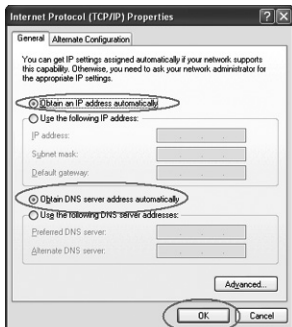 Internet Protocol (TCP/IP) Properties
General Alternate Configuration
You can get IP settings assigned automatically if your network supports
this capability. Otherwise, you need to ask your network administrator for
the appropriate IP settings.
Obtain an IP address automatically
Use the following IP address:
IP address:
Subnet mask:
Default gateway:
Obtain DNS server address automatically
Use the following DNS server addresses:
Preferred DNS server:
Alternate DNS server:
Advanced...
OK Cancel